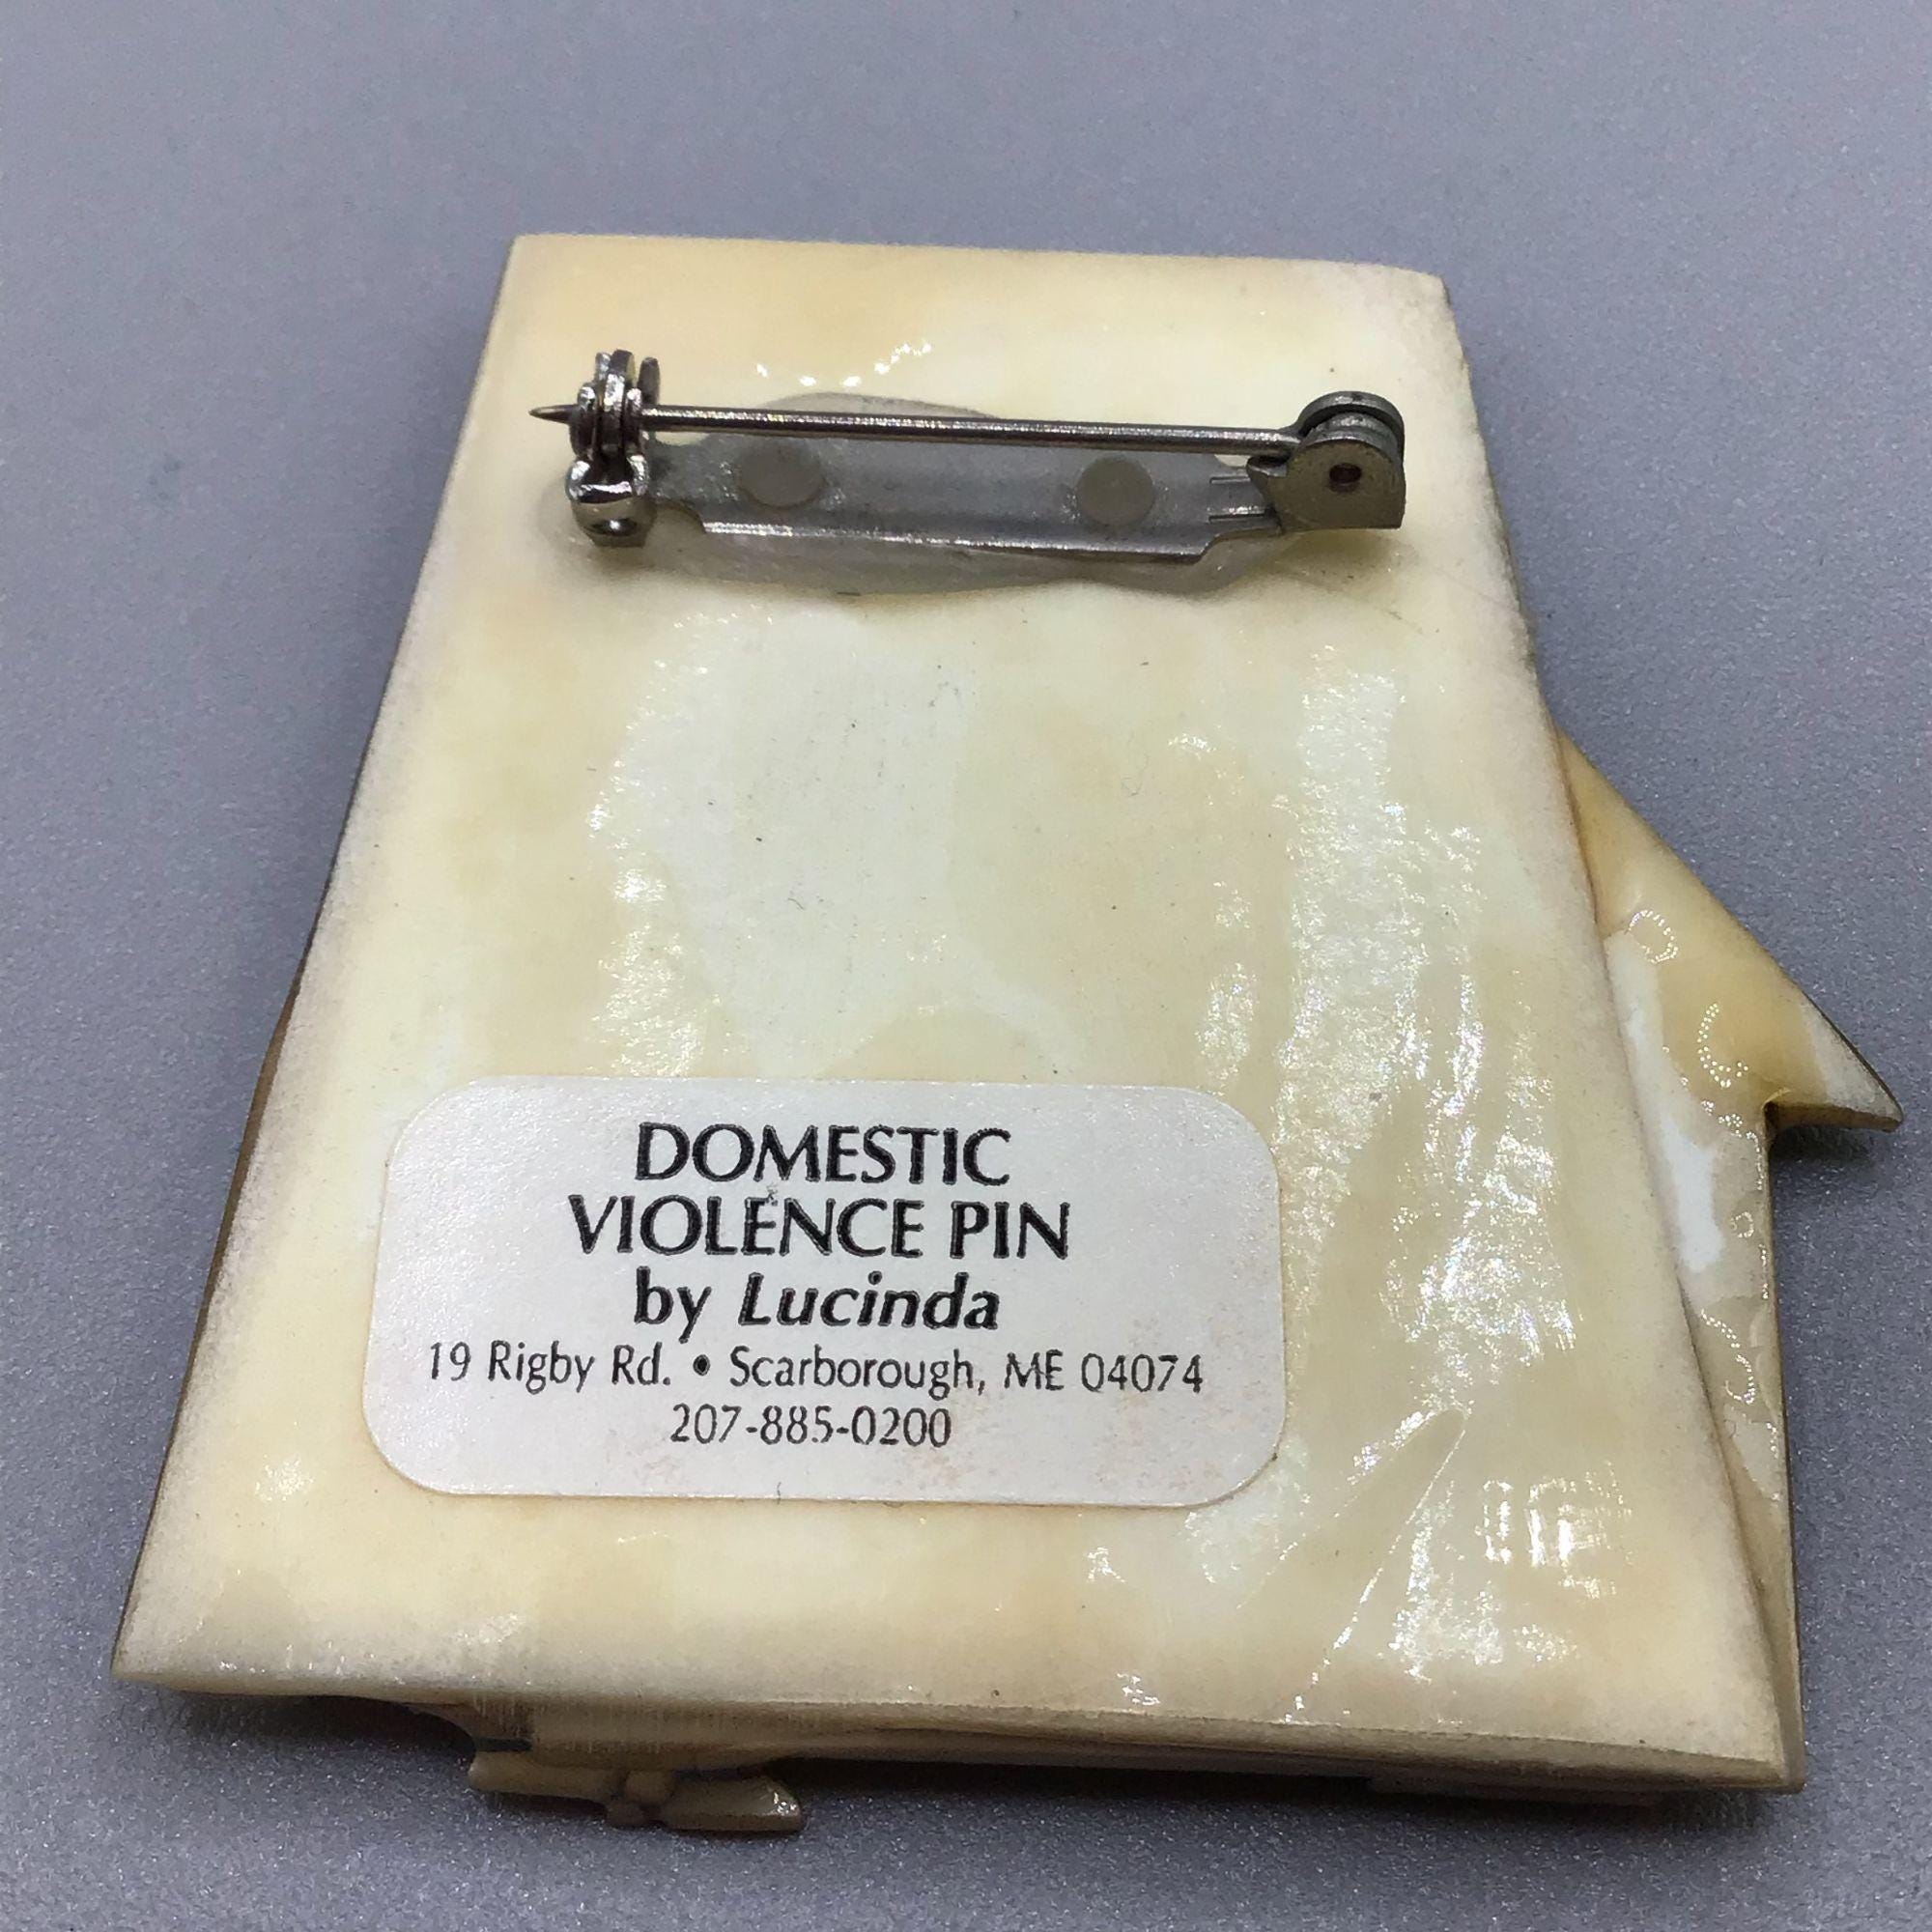 DOMESTIC
VIOLENCE PIN
by Lucinda
19 Rigby Rd. • Scarborough, ME 04074
207-885-0200